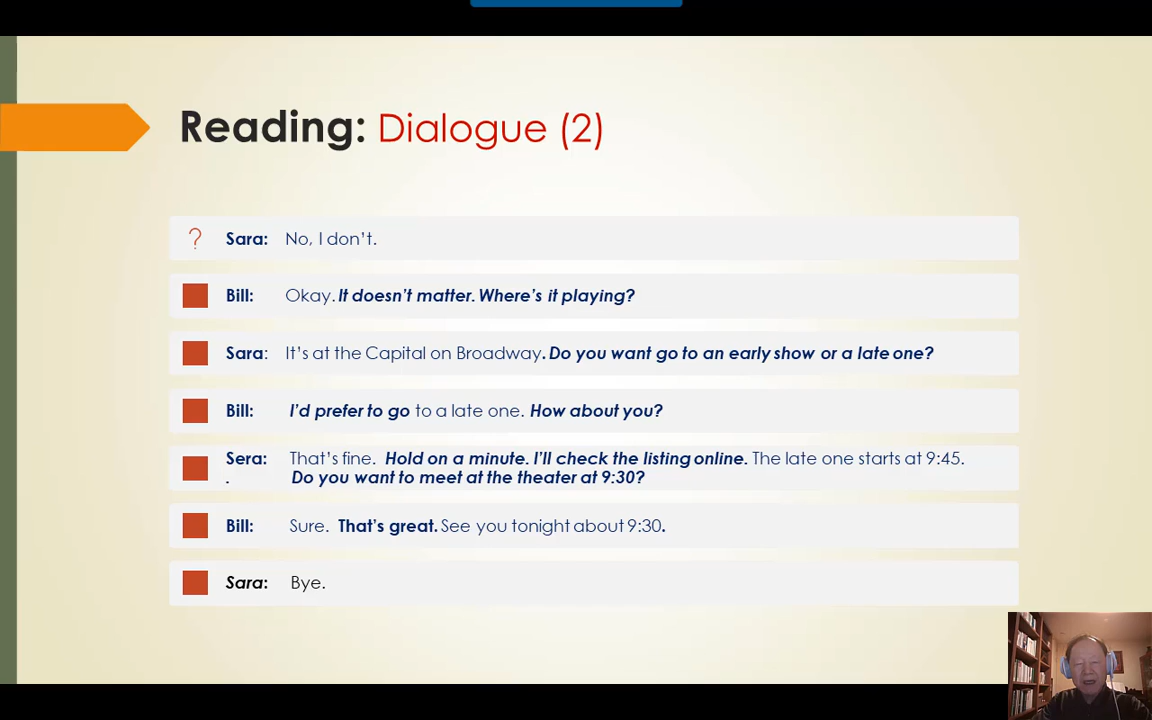 Reading: Dialogue (2)
? Sara: No, I don't.
Bill: Okay. It doesn't matter. Where's it playing?
Sara: It's at the Capital on Broadway. Do you want go to an early show or a late one?
Bill: I'd prefer to go to a late one. How about you?
Sera: That's fine. Hold on a minute. I'll check the listing online. The late one starts at 9:45.
. Do you want to meet at the theater at 9:30?
Bill: Sure. That's great. See you tonight about 9:30.
Sara: Bye.